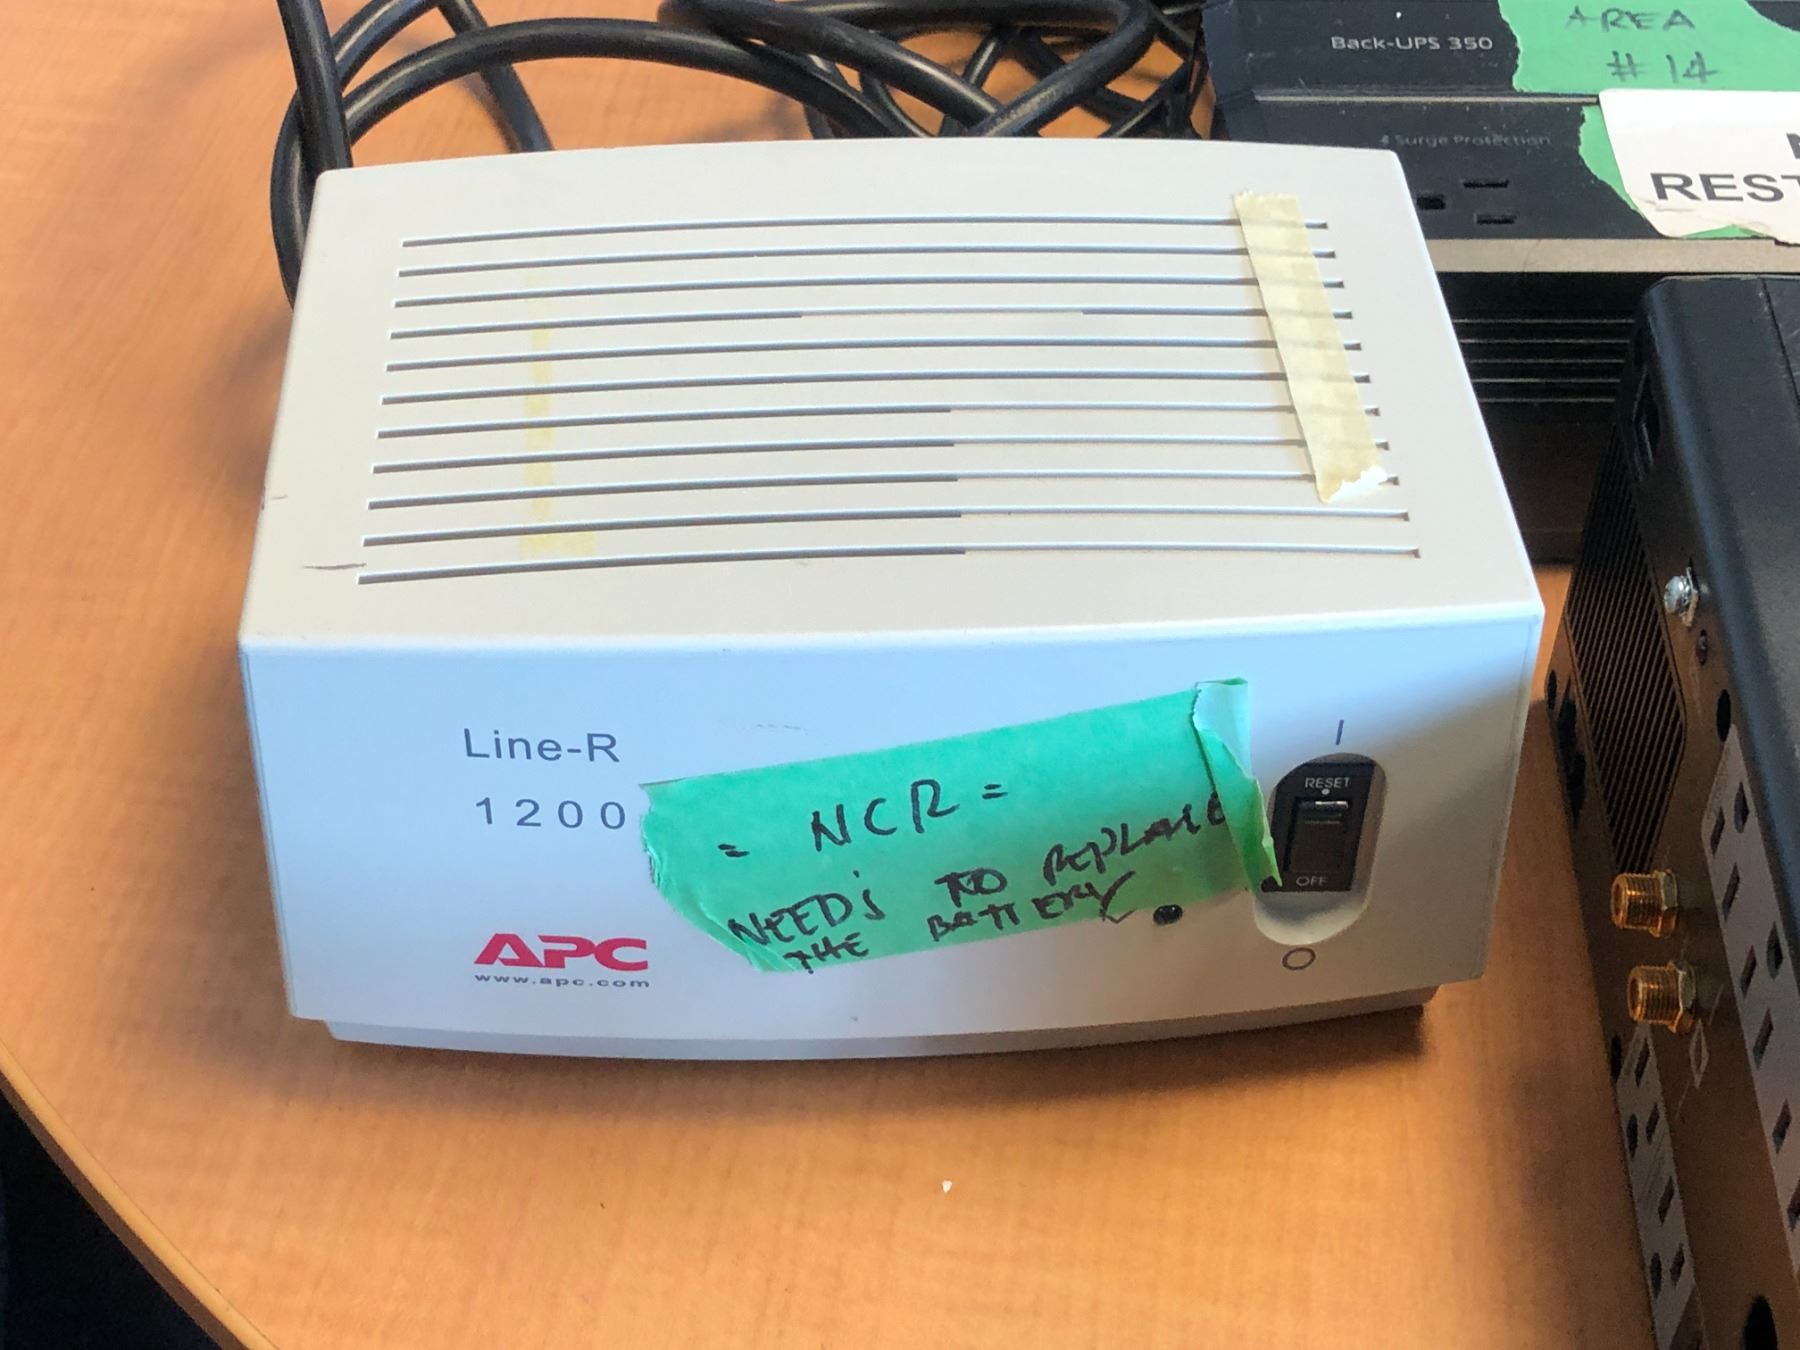 Back-UPS 350
AREA
# 14
Surge Protection
REST
Line-R
1200
= NCR =
NEEDS TO REPLACE
THE BATTERY
RESET
OFF
APC
www.apc.com